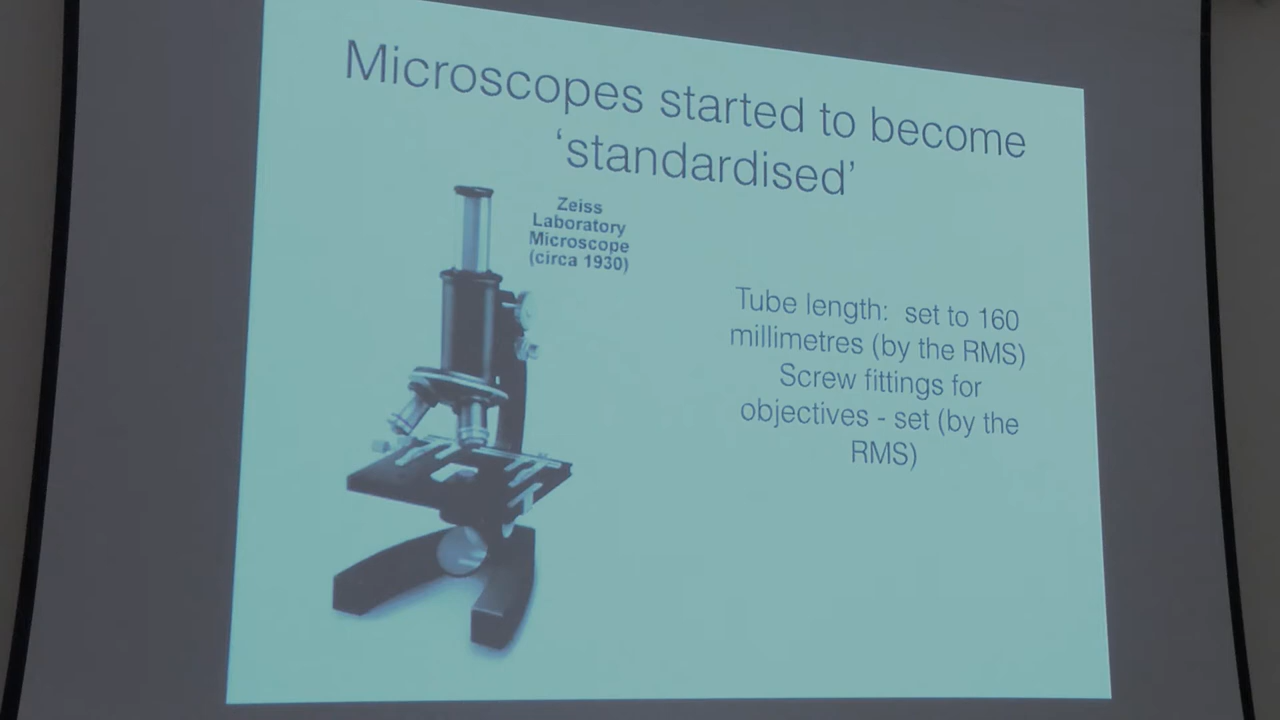 Microscopes started to become
‘standardised’
Zeiss
Laboratory
Microscope
(circa 1930)
Tube length: set to 160
millimetres (by the RMS)
Screw fittings for
objectives - set (by the
RMS)